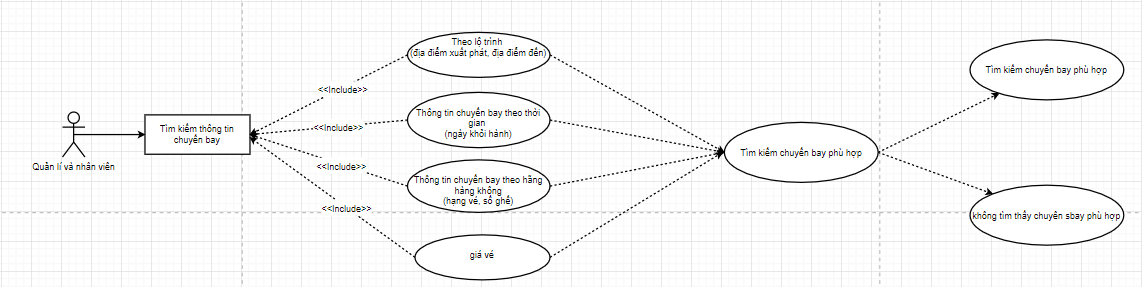 Quản lí và nhân viên
Tìm kiếm thông tin
chuyến bay
<<Include>>
<<Include>>
<<Include>>
<<Include>>
Theo lộ trình
(địa điểm xuất phát, địa điểm đến)
Thông tin chuyến bay theo thời
gian
(ngày khỏi hành)
Thông tin chuyến bay theo hãng
háng không
(hạng vé, số ghế)
giá vé
Tìm kiếm chuyến bay phù hợp
Tìm kiếm chuyến bay phù hợp
không tìm thấy chuyên sbay phù hợp